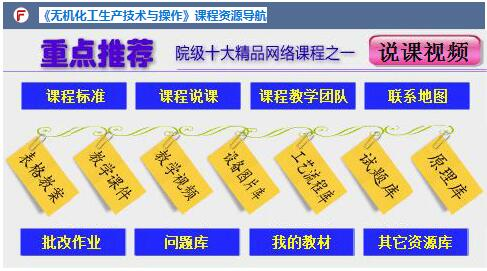 《无机化工生产技术与操作》课程资源导航
重点推荐 院级十大精品网络课程之一 说课视频
课程标准 课程说课 课程教学团队 联系地图
表格教案 教学课件 教学视频 设备图片库 工艺流程库 试题库 原理库
批改作业 问题库 我的教材 其它资源库